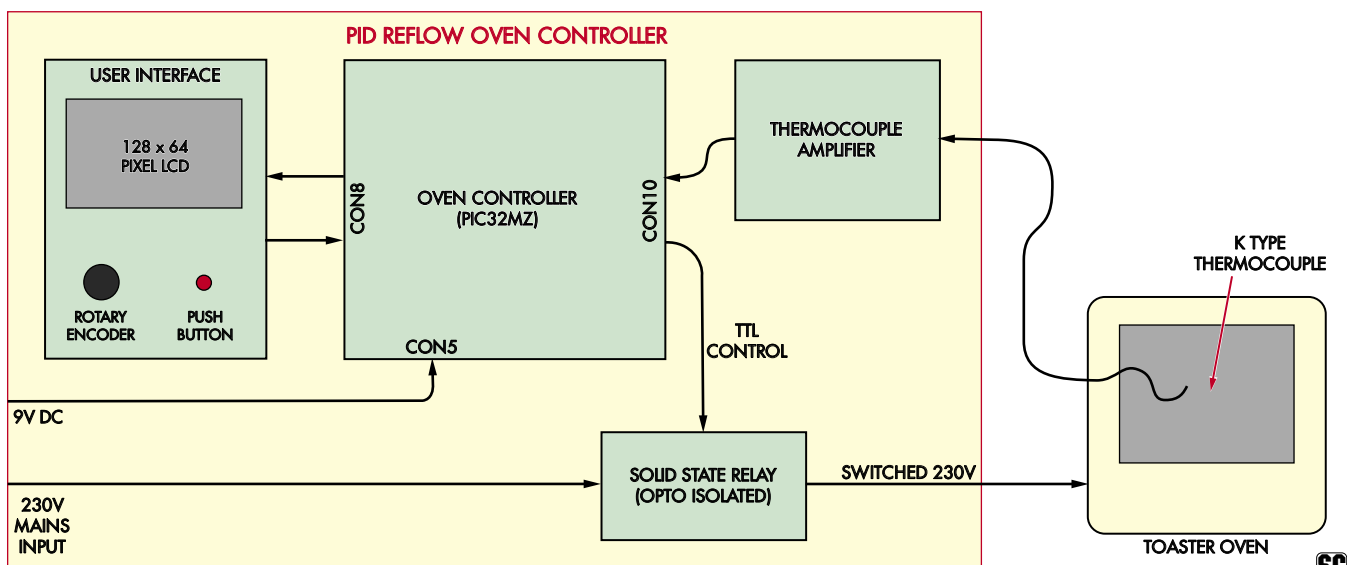 PID REFLOW OVEN CONTROLLER
USER INTERFACE
128 x 64
PIXEL LCD
ROTARY
ENCODER
PUSH
BUTTON
CON8
OVEN CONTROLLER
(PIC32MZ)
CON10
CON5
THERMOCOUPLE
AMPLIFIER
TTL
CONTROL
K TYPE
THERMOCOUPLE
9V DC
230V
MAINS
INPUT
SOLID STATE RELAY
(OPTO ISOLATED)
SWITCHED 230V
TOASTER OVEN
SC